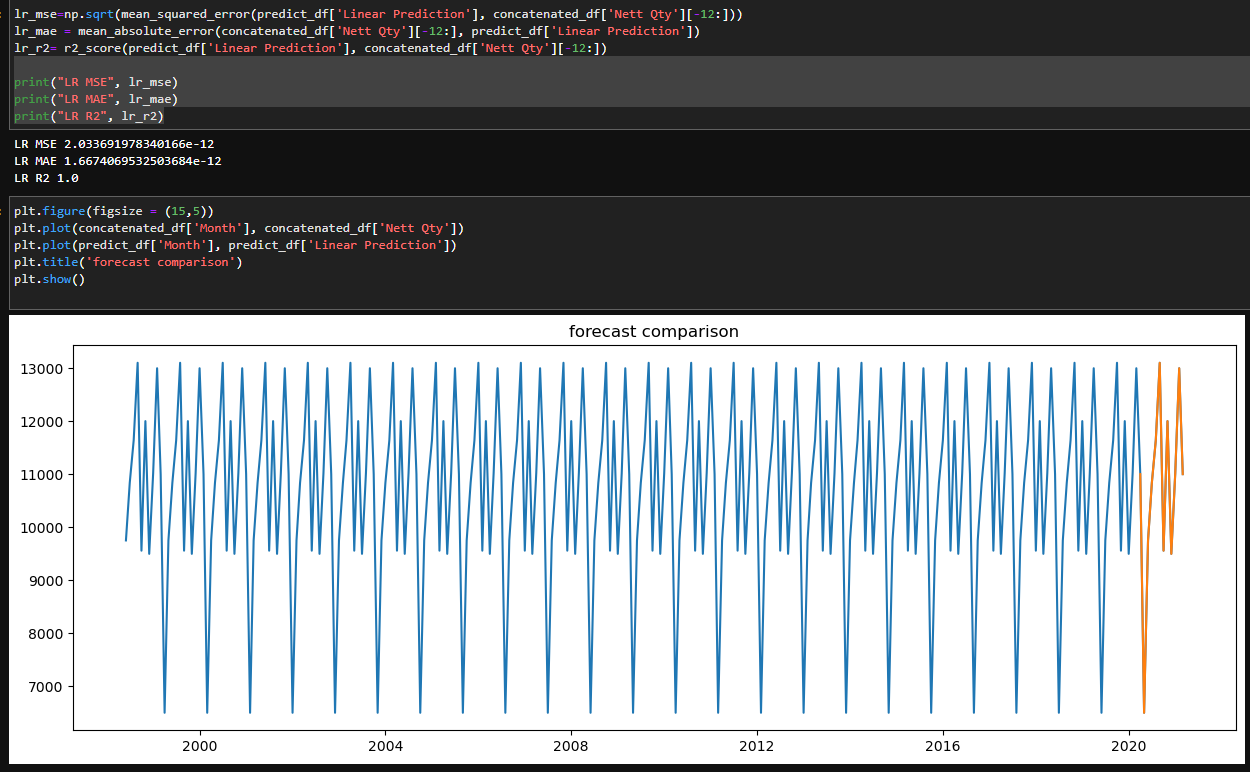 lr_mse=np.sqrt(mean_squared_error(predict_df['Linear Prediction'], concatenated_df['Nett Qty'][-12:]))
lr_mae = mean_absolute_error(concatenated_df['Nett Qty'][-12:], predict_df['Linear Prediction'])
lr_r2= r2_score(predict_df['Linear Prediction'], concatenated_df['Nett Qty'][-12:])
print("LR MSE", lr_mse)
print("LR MAE", lr_mae)
print("LR R2", lr_r2)
LR MSE 2.033691978340166e-12
LR MAE 1.6674069532503684e-12
LR R2 1.0
plt.figure(figsize = (15,5))
plt.plot(concatenated_df['Month'], concatenated_df['Nett Qty'])
plt.plot(predict_df['Month'], predict_df['Linear Prediction'])
plt.title('forecast comparison')
plt.show()
forecast comparison
13000
12000
11000
10000
9000
8000
7000
2000 2004 2008 2012 2016 2020